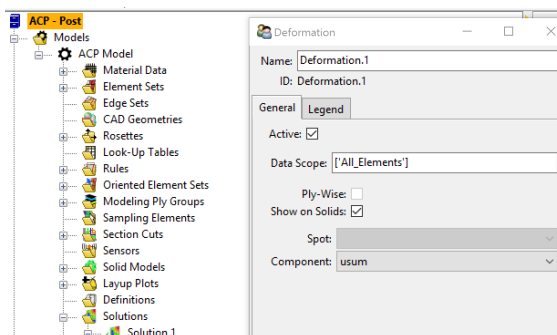 ACP - Post
Models
ACP Model
Material Data
Element Sets
Edge Sets
CAD Geometries
Rosettes
Look-Up Tables
Rules
Oriented Element Sets
Modeling Ply Groups
Sampling Elements
Section Cuts
Sensors
Solid Models
Layup Plots
Definitions
Solutions
Solution 1
Deformation
Name: Deformation.1
ID: Deformation.1
General Legend
Active:
Data Scope: ['All_Elements']
Ply-Wise:
Show on Solids:
Spot:
Component: usum